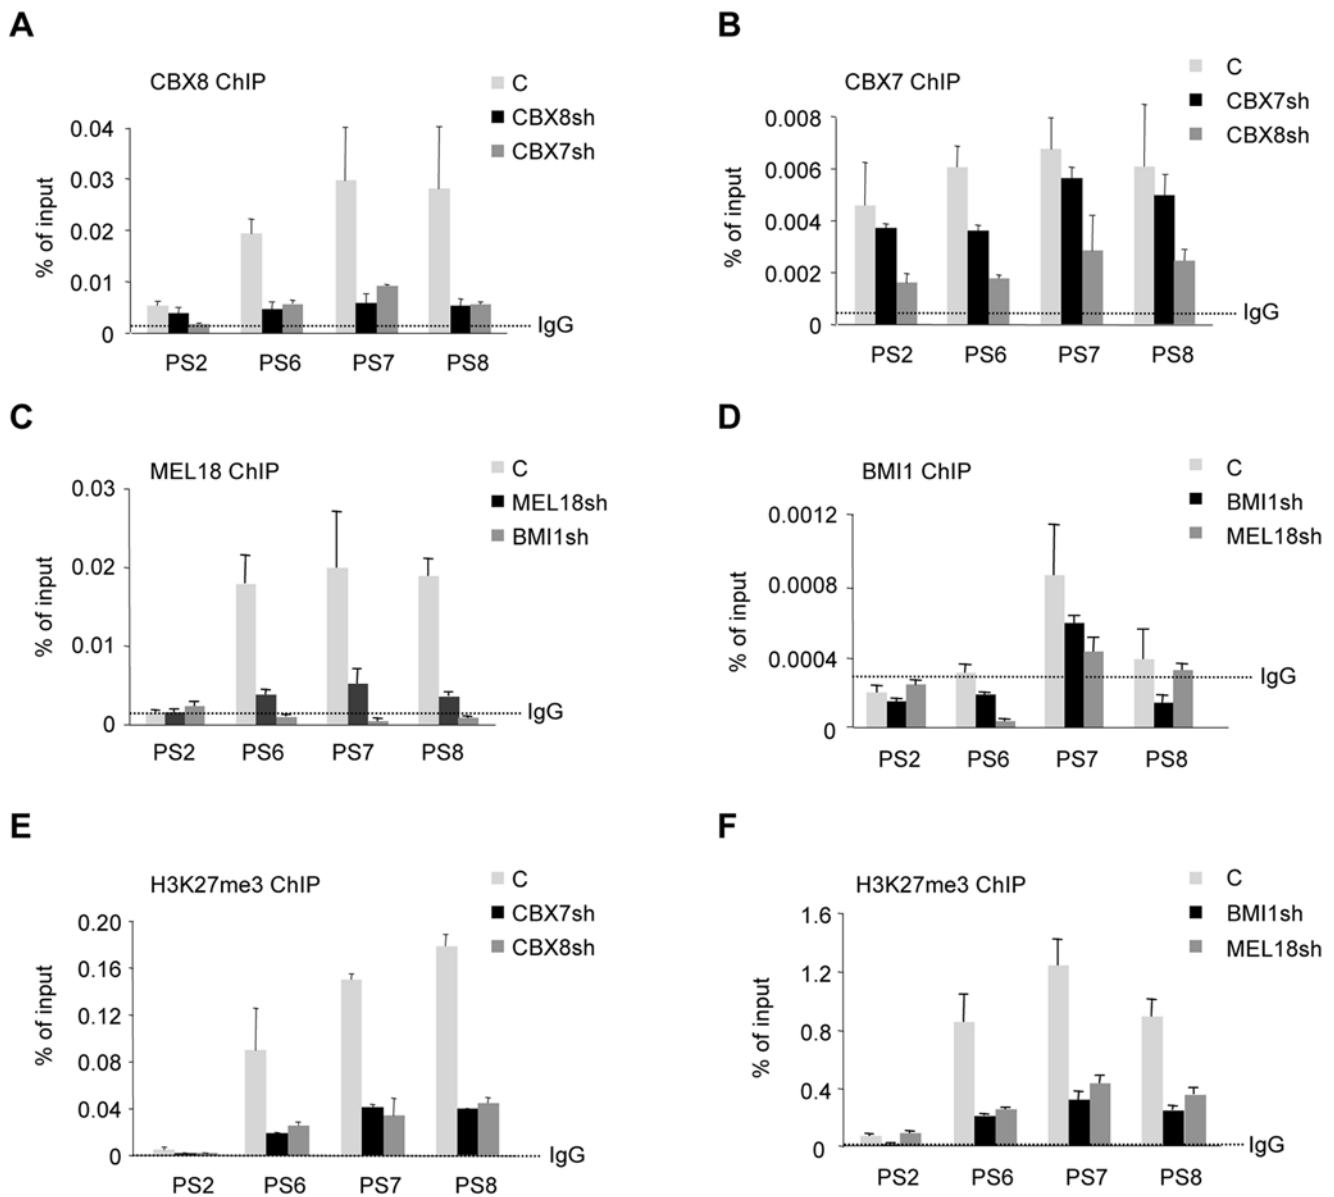 A
CBX8 ChIP
C
CBX8sh
CBX7sh
% of input
0.04
0.03
0.02
0.01
0
IgG
PS2 PS6 PS7 PS8
B
CBX7 ChIP
C
CBX7sh
CBX8sh
% of input
0.008
0.006
0.004
0.002
0
IgG
PS2 PS6 PS7 PS8
C
MEL18 ChIP
C
MEL18sh
BMI1sh
% of input
0.03
0.02
0.01
0
IgG
PS2 PS6 PS7 PS8
D
BMI1 ChIP
C
BMI1sh
MEL18sh
% of input
0.0012
0.0008
0.0004
0
IgG
PS2 PS6 PS7 PS8
E
H3K27me3 ChIP
C
CBX7sh
CBX8sh
% of input
0.20
0.16
0.12
0.08
0.04
0
IgG
PS2 PS6 PS7 PS8
F
H3K27me3 ChIP
C
BMI1sh
MEL18sh
% of input
1.6
1.2
0.8
0.4
0
IgG
PS2 PS6 PS7 PS8